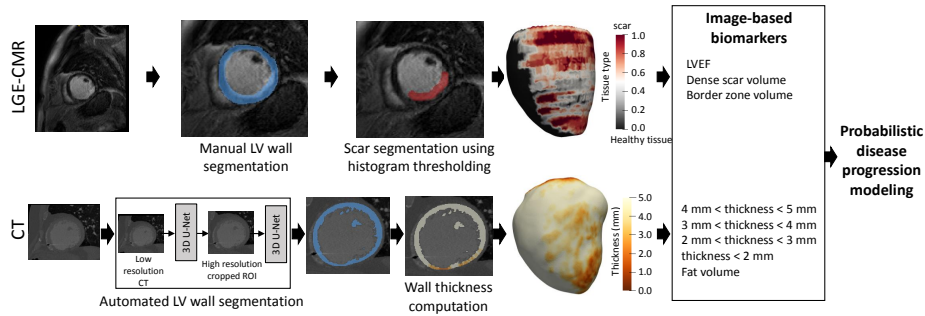 LGE-CMR
Manual LV wall
segmentation
Scar segmentation using
histogram thresholding
scar
Tissue type
1.0
0.8
0.6
0.4
0.2
0.0
Healthy tissue
Image-based
biomarkers
LVEF
Dense scar volume
Border zone volume
4 mm < thickness < 5 mm
3 mm < thickness < 4 mm
2 mm < thickness < 3 mm
thickness < 2 mm
Fat volume
Probabilistic
disease
progression
modeling
CT
Low
resolution
CT
3D U-Net
High resolution
cropped ROI
3D U-Net
Automated LV wall segmentation
Wall thickness
computation
Thickness (mm)
5.0
4.0
3.0
2.0
1.0
0.0